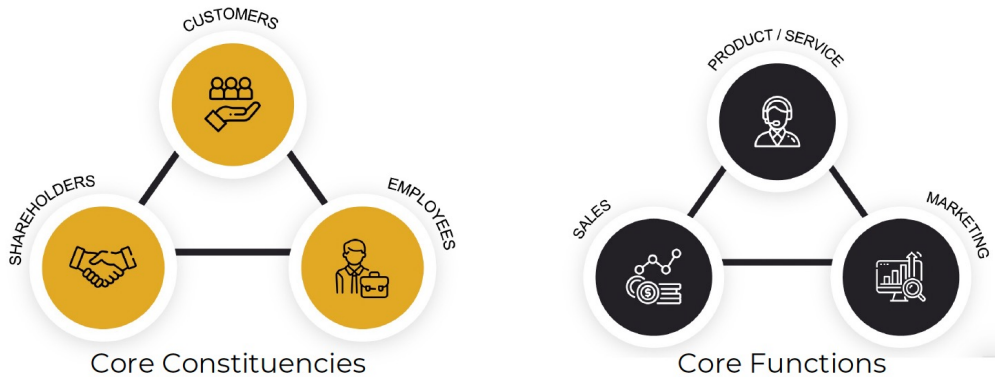 CUSTOMERS
SHAREHOLDERS
EMPLOYEES
Core Constituencies
PRODUCT / SERVICE
SALES
MARKETING
$
Core Functions